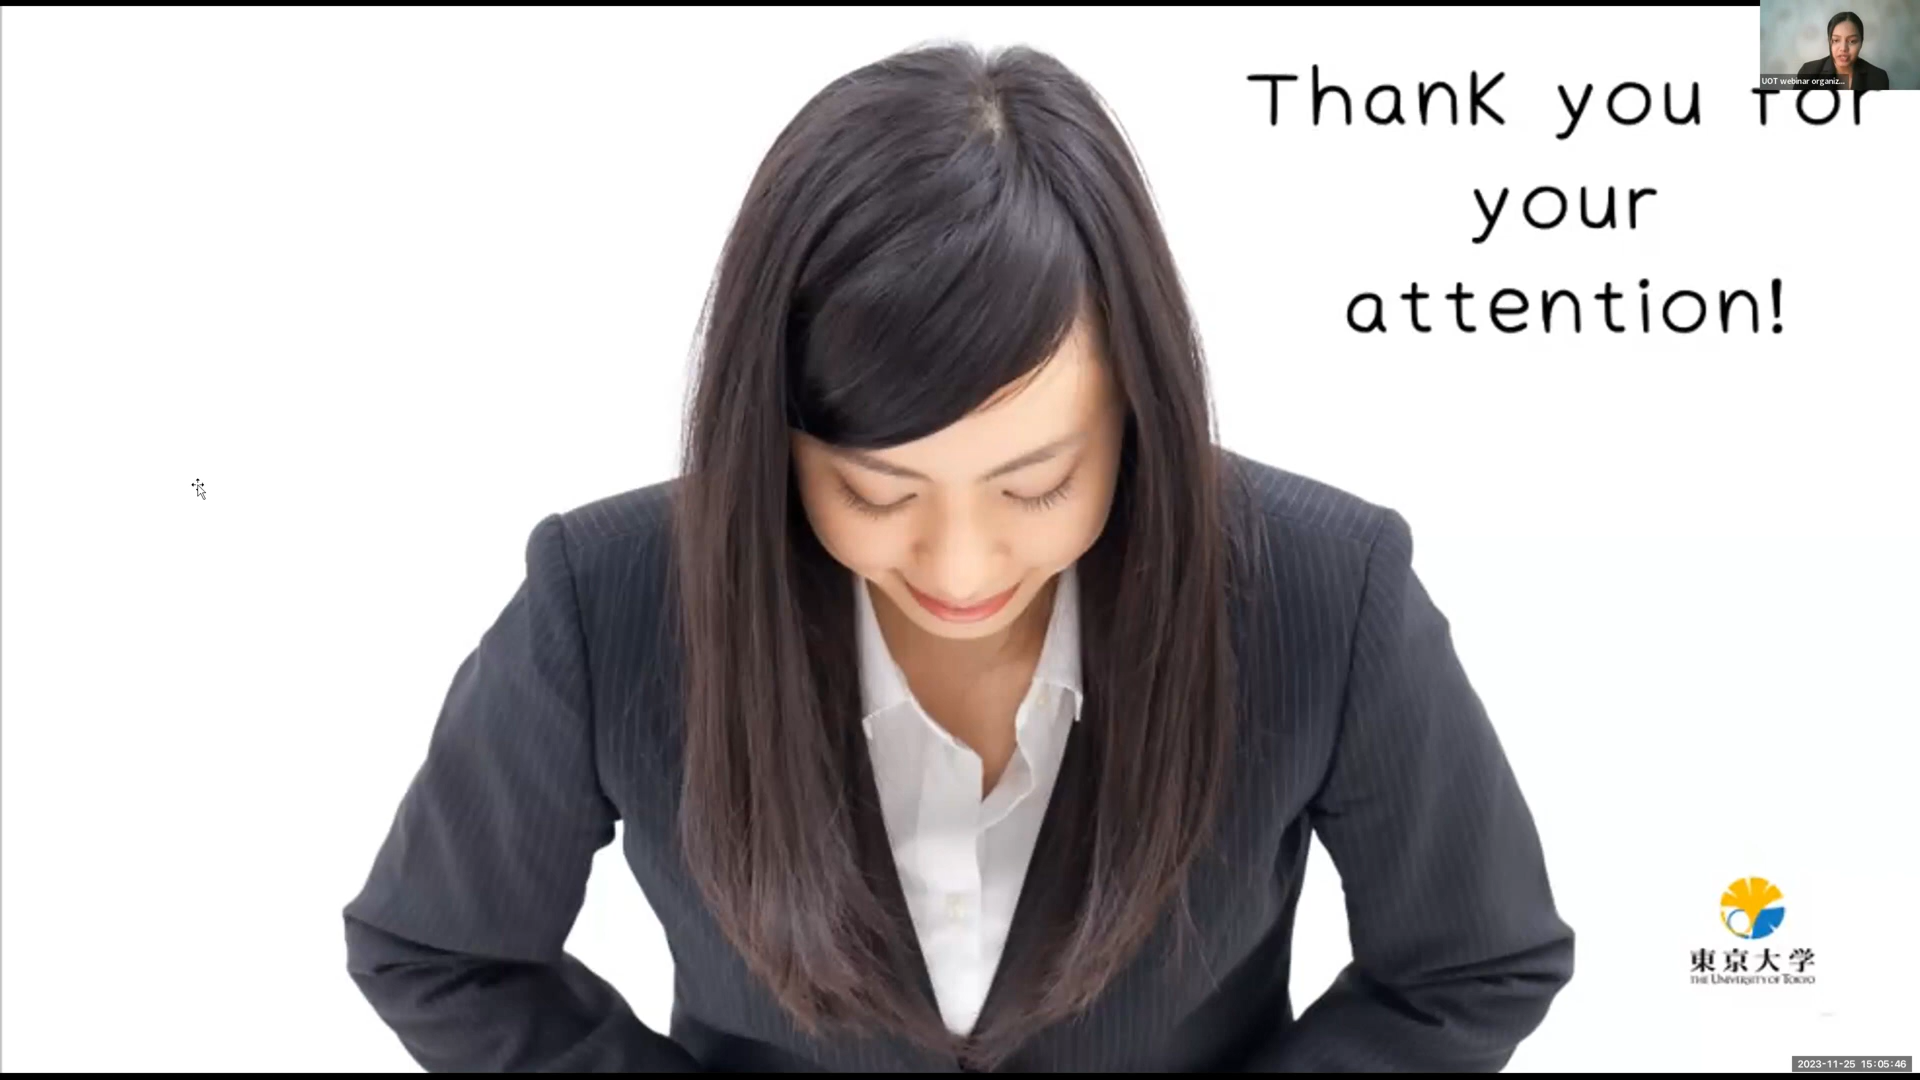 UOT webinar organiz...
Thank you for
your
attention!
東京大学
THE UNIVERSITY OF TOKYO
2023-11-25 15:05:46